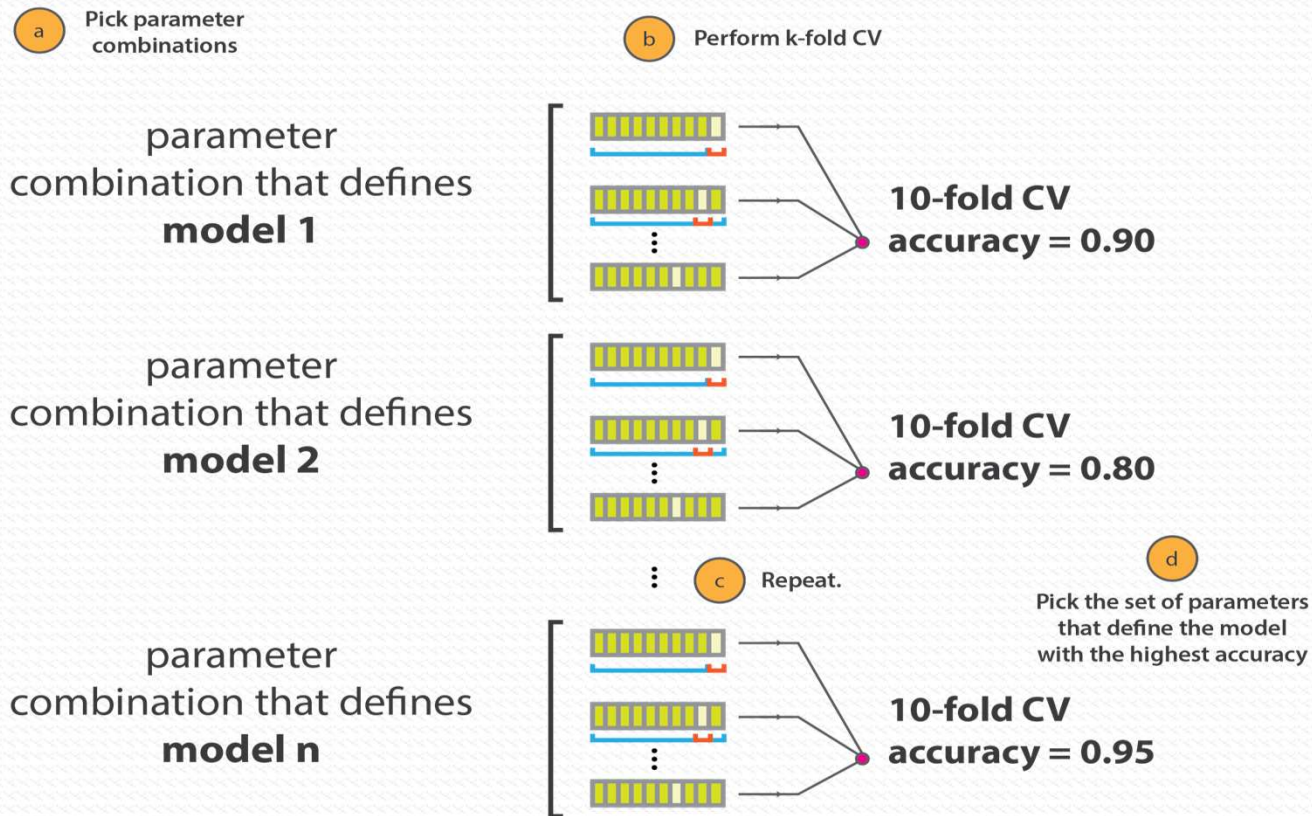 a
Pick parameter
combinations
b
Perform k-fold CV
parameter
combination that defines
model 1
10-fold CV
accuracy = 0.90
parameter
combination that defines
model 2
10-fold CV
accuracy = 0.80
c
Repeat.
d
Pick the set of parameters
that define the model
with the highest accuracy
parameter
combination that defines
model n
10-fold CV
accuracy = 0.95